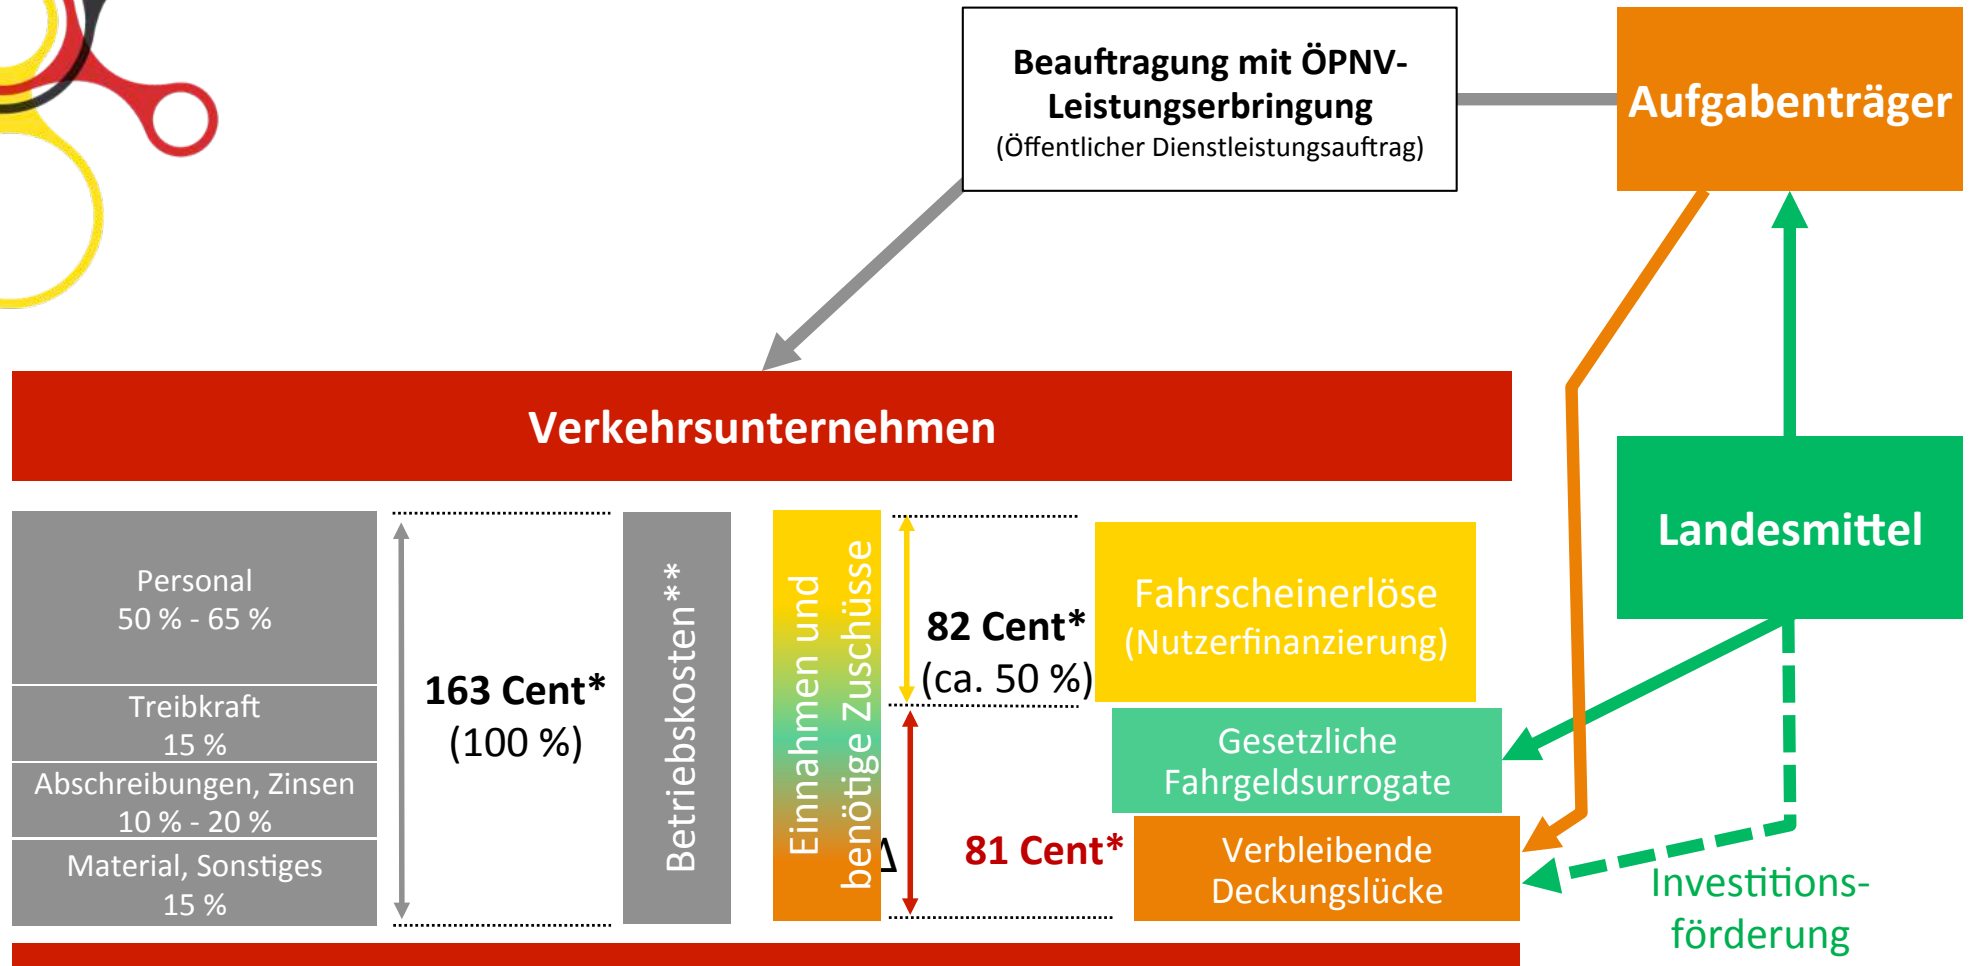 Beauftragung mit ÖPNV-
Leistungserbringung
(Öffentlicher Dienstleistungsauftrag)
Aufgabenträger
Verkehrsunternehmen
Landesmittel
Personal
50 % - 65 %
Treibkraft
15 %
Abschreibungen, Zinsen
10 % - 20 %
Material, Sonstiges
15 %
163 Cent*
(100 %)
Betriebskosten**
Einnahmen und
benötige Zuschüsse
82 Cent*
(ca. 50 %)
Δ
81 Cent*
Fahrscheinerlöse
(Nutzerfinanzierung)
Gesetzliche
Fahrgeldsurrogate
Verbleibende
Deckungslücke
Investitions-
förderung